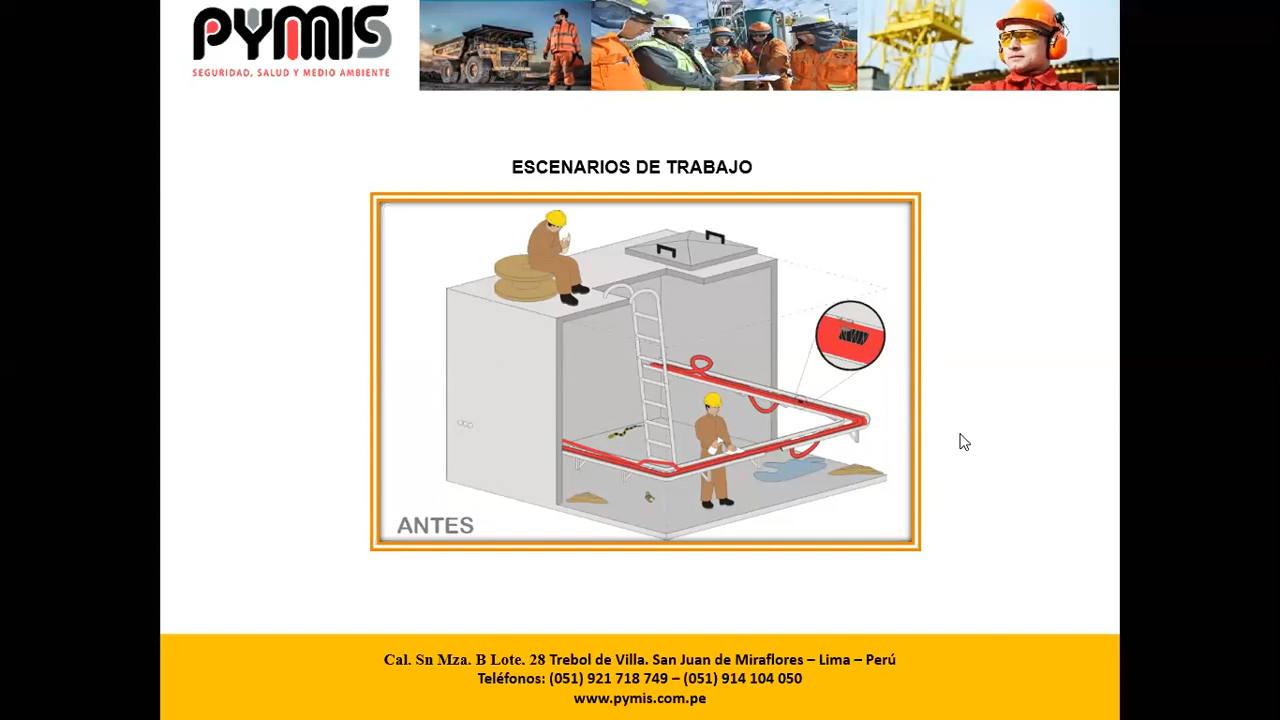 PYMIS
SEGURIDAD, SALUD Y MEDIO AMBIENTE
ESCENARIOS DE TRABAJO
ANTES
Cal. Sn Mza. B Lote. 28 Trebol de Villa. San Juan de Miraflores – Lima – Perú
Teléfonos: (051) 921 718 749 – (051) 914 104 050
www.pymis.com.pe